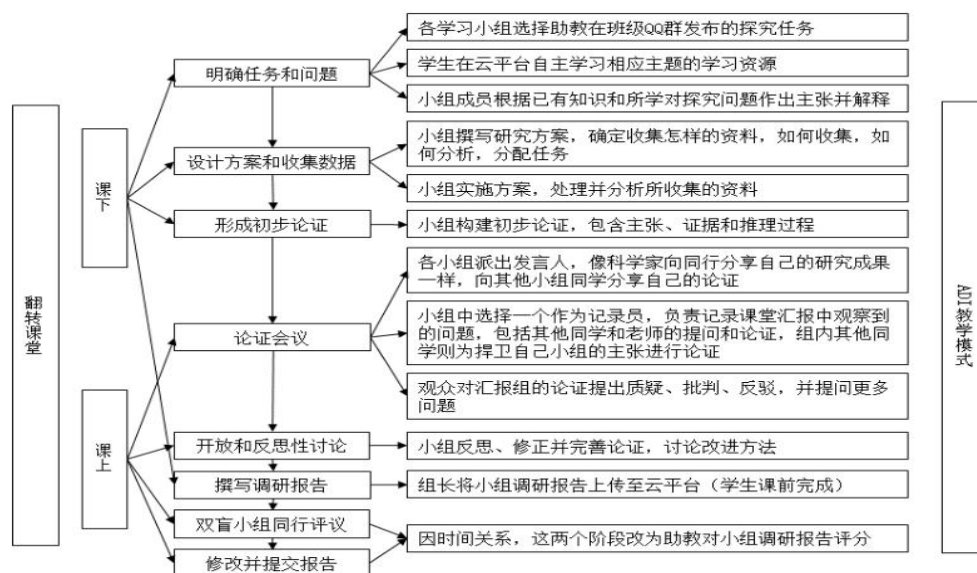 翻转课堂
课下
课上
明确任务和问题
设计方案和收集数据
形成初步论证
论证会议
开放和反思性讨论
撰写调研报告
双盲小组同行评议
修改并提交报告
各学习小组选择助教在班级QQ群发布的探究任务
学生在云平台自主学习相应主题的学习资源
小组成员根据已有知识和所学对探究问题作出主张并解释
小组撰写研究方案，确定收集怎样的资料，如何收集，如
何分析，分配任务
小组实施方案，处理并分析所收集的资料
小组构建初步论证，包含主张、证据和推理过程
各小组派出发言人，像科学家向同行分享自己的研究成果
一样，向其他小组同学分享自己的论证
小组中选择一个作为记录员，负责记录课堂汇报中观察到
的问题，包括其他同学和老师的提问和论证，组内其他同
学则为捍卫自己小组的主张进行论证
观众对汇报组的论证提出质疑、批判、反驳，并提问更多
问题
小组反思、修正并完善论证，讨论改进方法
组长将小组调研报告上传至云平台（学生课前完成）
因时间关系，这两个阶段改为助教对小组调研报告评分
ADI教学模式